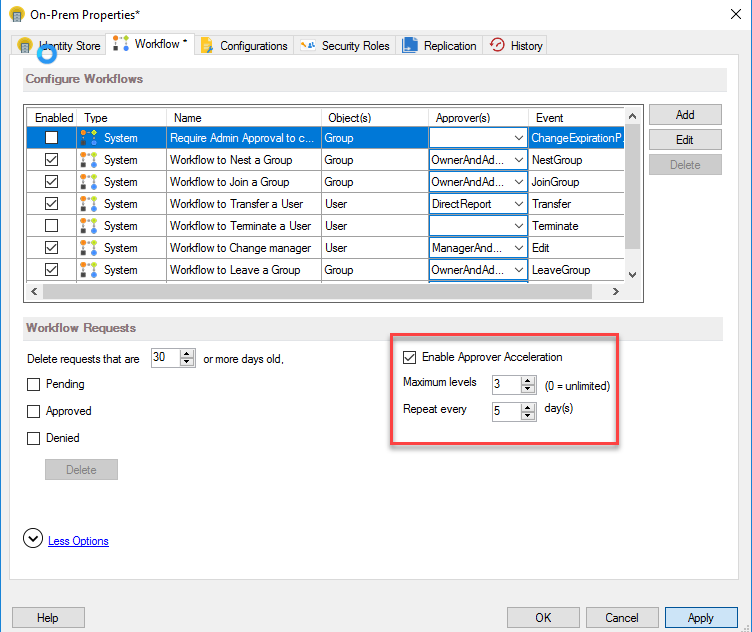 On-Prem Properties*
Identity Store Workflow * Configurations Security Roles Replication History
Configure Workflows
Enabled Type Name Object(s) Approver(s) Event
System Require Admin Approval to c... Group ChangeExpirationP...
System Workflow to Nest a Group Group OwnerAndAd... NestGroup
System Workflow to Join a Group Group OwnerAndAd... JoinGroup
System Workflow to Transfer a User User DirectReport Transfer
System Workflow to Terminate a User User Terminate
System Workflow to Change manager User ManagerAnd... Edit
System Workflow to Leave a Group Group OwnerAndAd... LeaveGroup
Add
Edit
Delete
Workflow Requests
Delete requests that are 30 or more days old.
Pending
Approved
Denied
Delete
Enable Approver Acceleration
Maximum levels 3 (0 = unlimited)
Repeat every 5 day(s)
Less Options
Help OK Cancel Apply